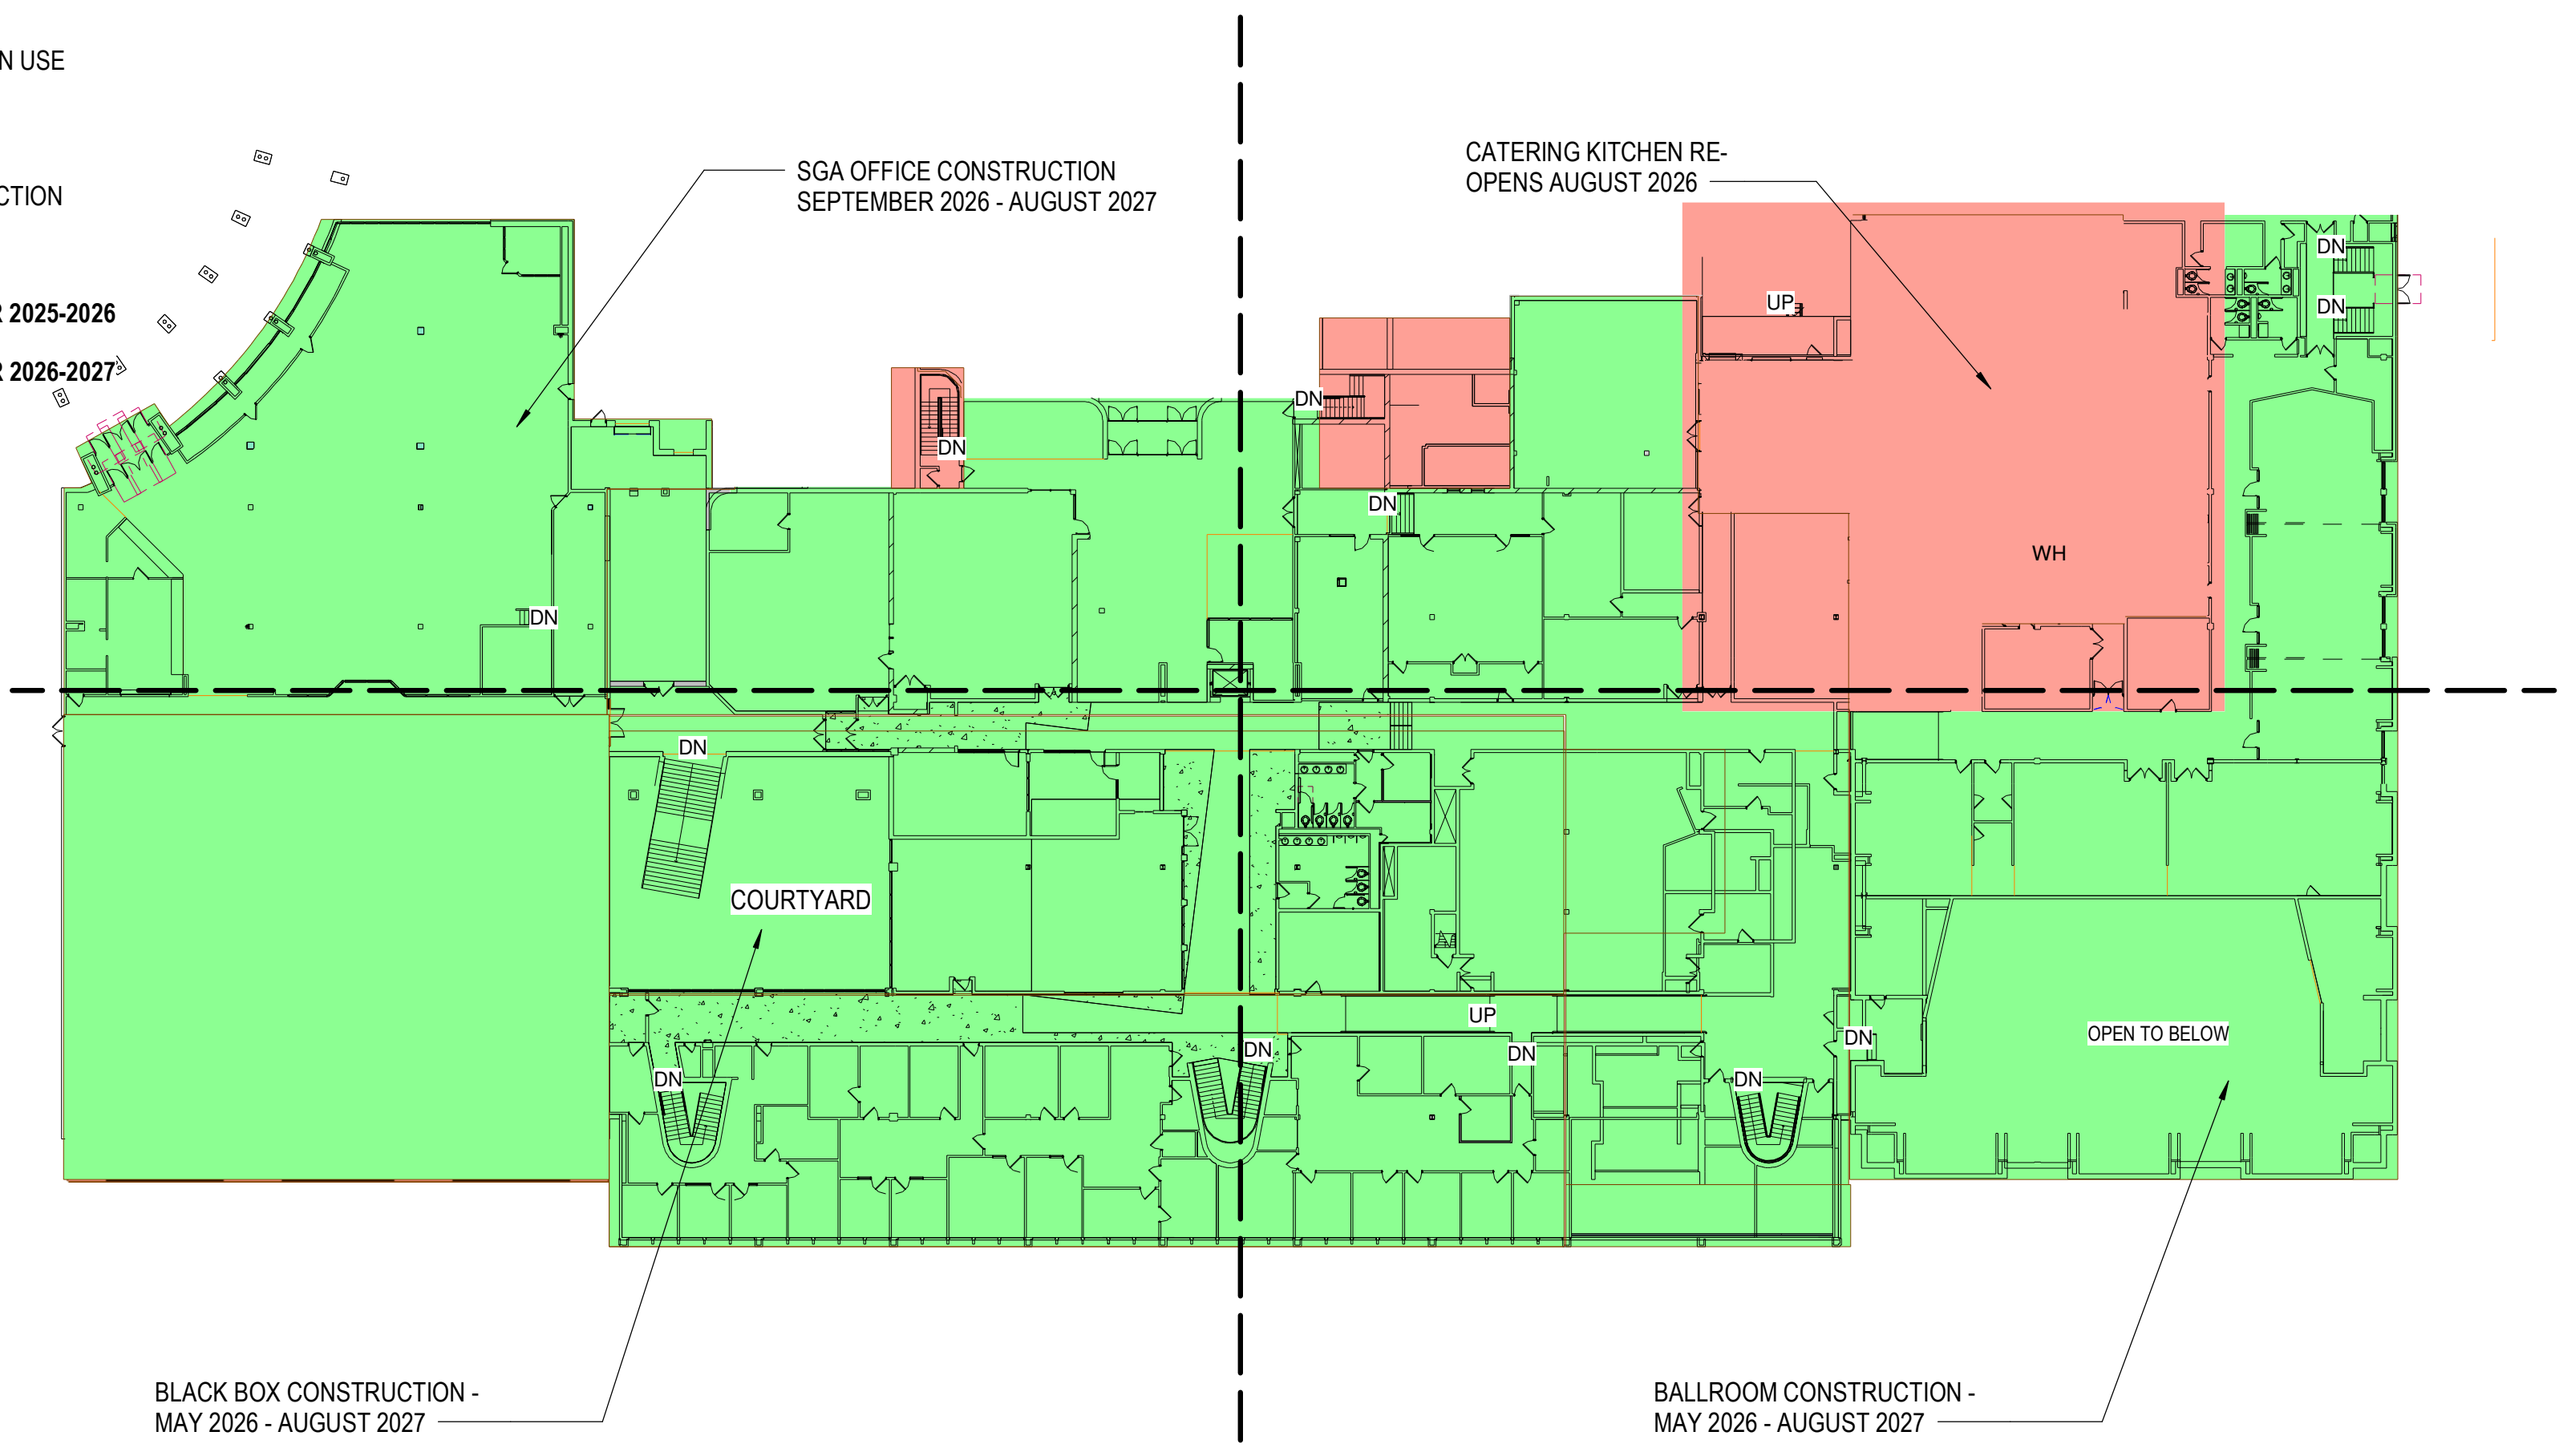 N USE
CTION
R 2025-2026
R 2026-2027
SGA OFFICE CONSTRUCTION
SEPTEMBER 2026 - AUGUST 2027
CATERING KITCHEN RE-
OPENS AUGUST 2026
DN
UP
DN
DN
DN
DN
WH
DN
DN
COURTYARD
UP
OPEN TO BELOW
DN
DN
DN
DN
DN
BLACK BOX CONSTRUCTION -
MAY 2026 - AUGUST 2027
BALLROOM CONSTRUCTION -
MAY 2026 - AUGUST 2027